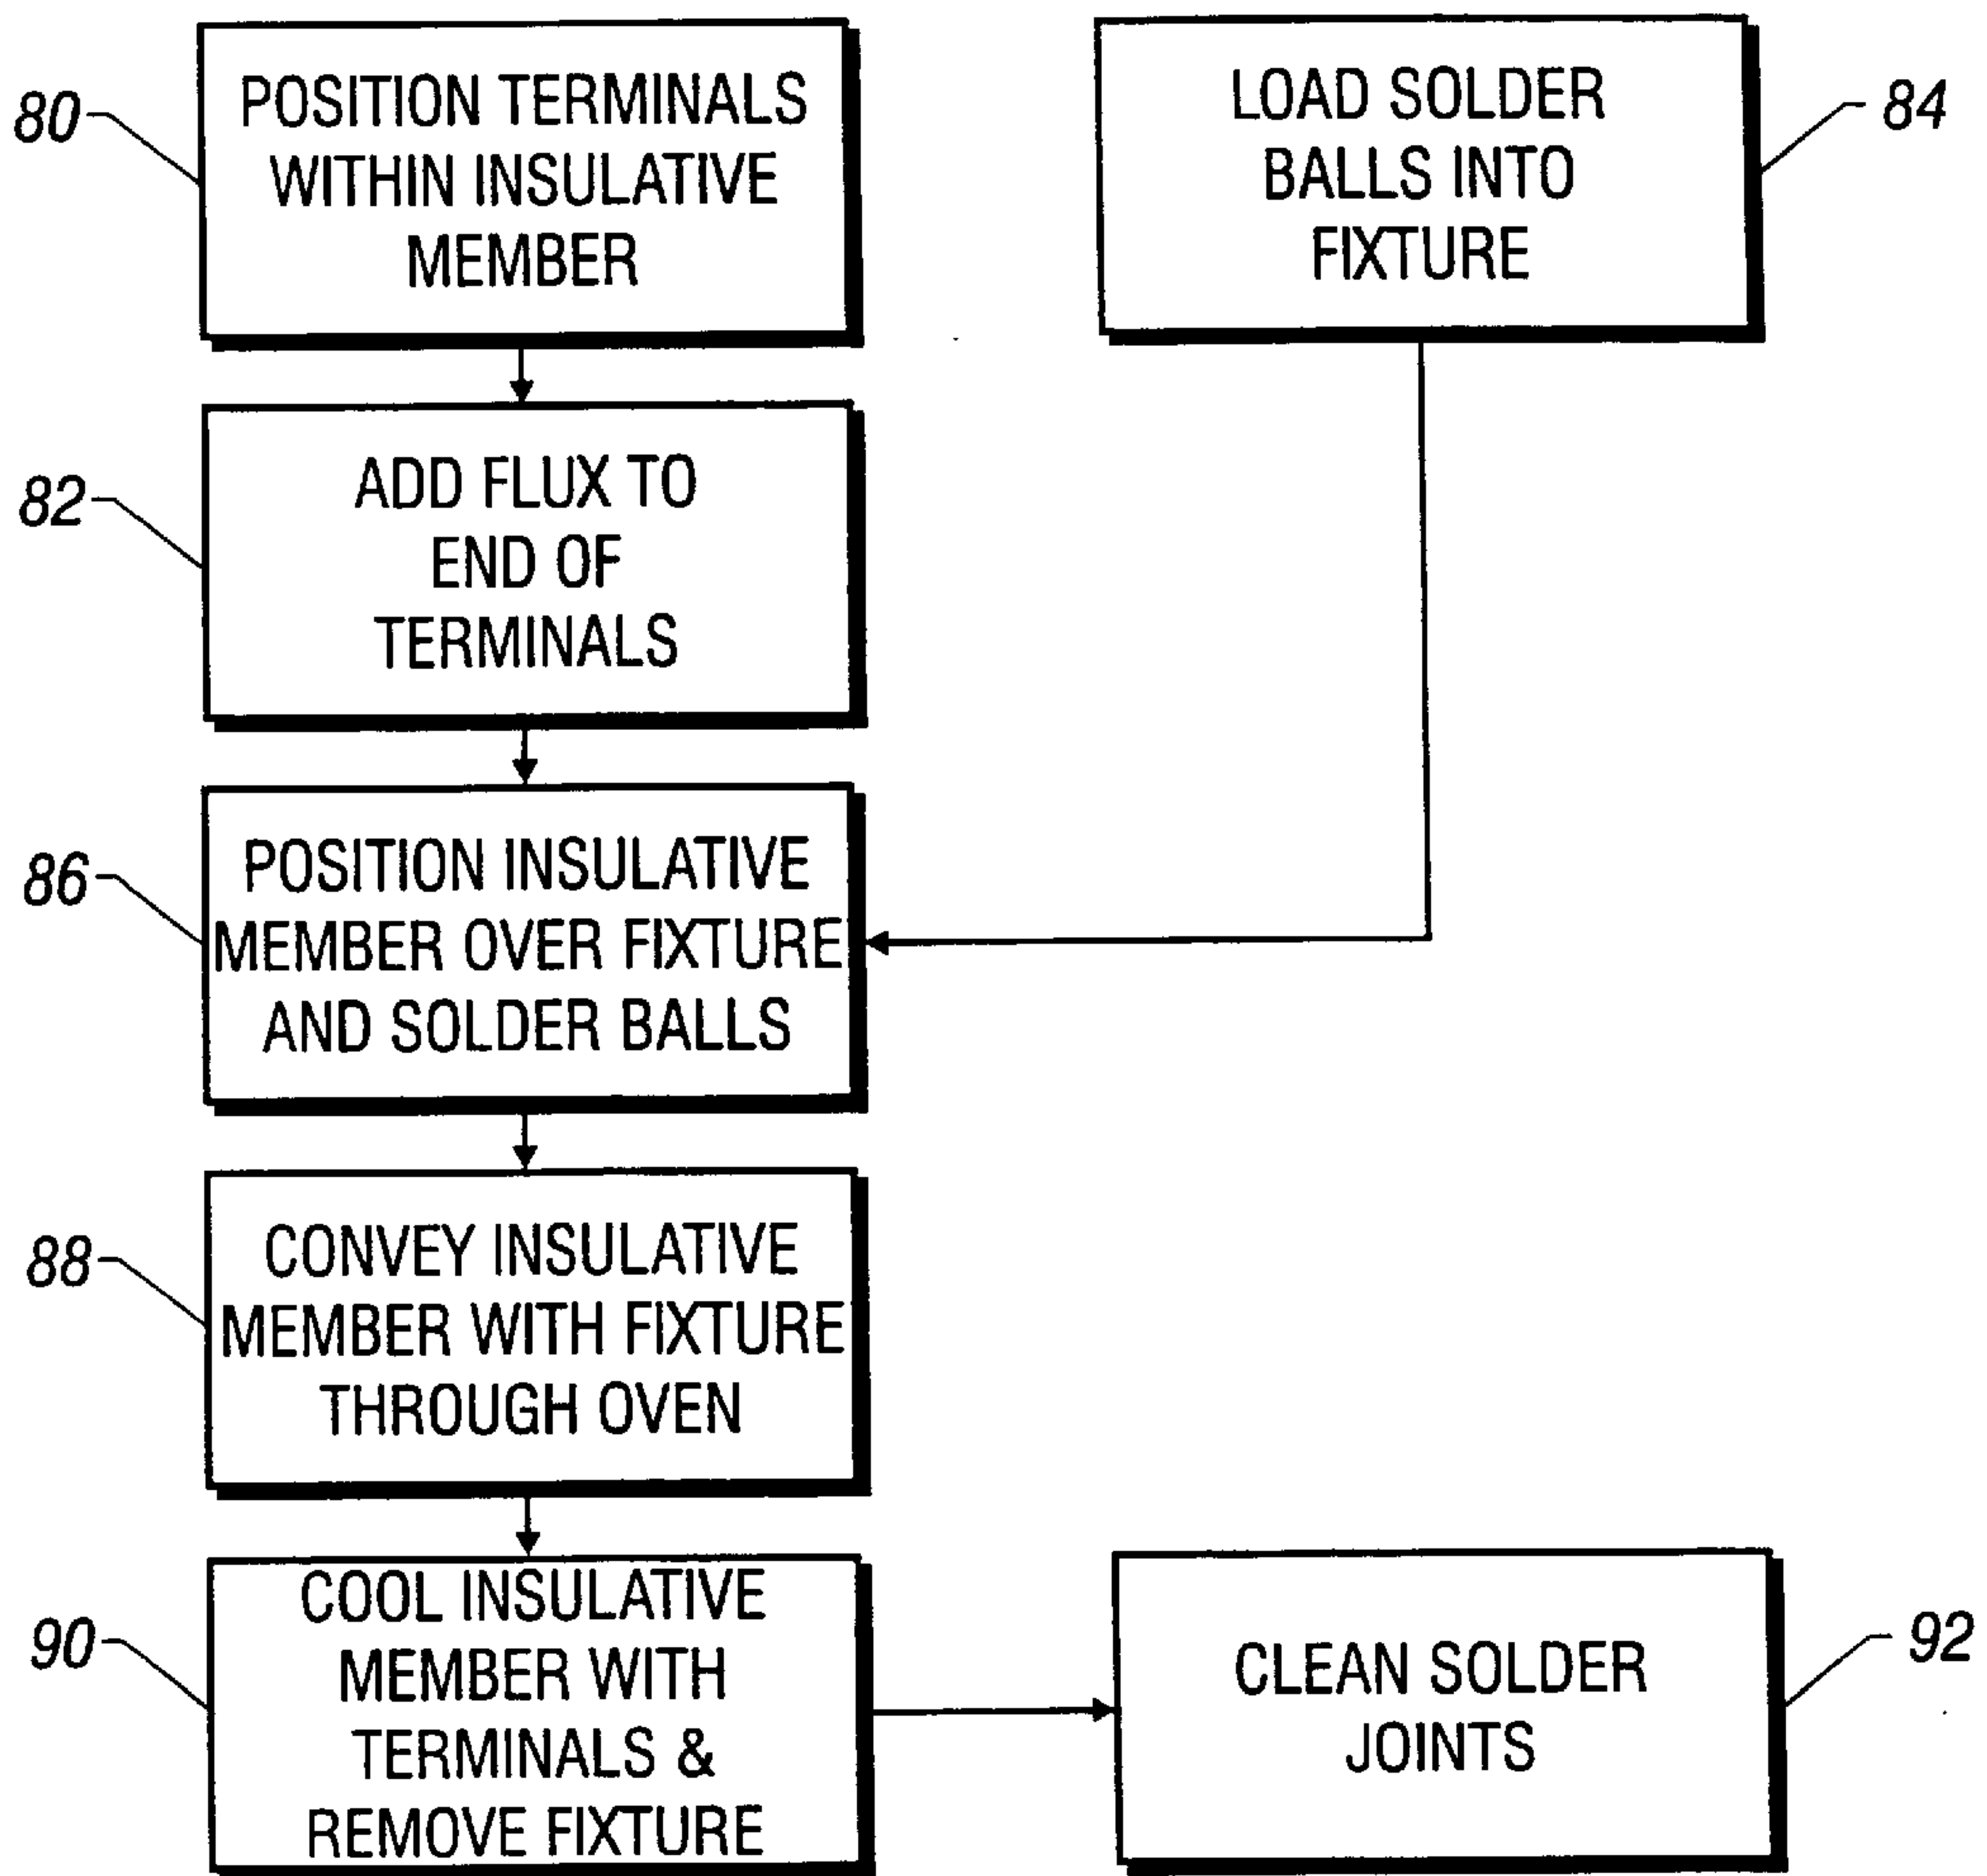 80
POSITION TERMINALS
WITHIN INSULATIVE
MEMBER
LOAD SOLDER
BALLS INTO
FIXTURE
84
82
ADD FLUX TO
END OF
TERMINALS
86
POSITION INSULATIVE
MEMBER OVER FIXTURE
AND SOLDER BALLS
88
CONVEY INSULATIVE
MEMBER WITH FIXTURE
THROUGH OVEN
90
COOL INSULATIVE
MEMBER WITH
TERMINALS &
REMOVE FIXTURE
CLEAN SOLDER
JOINTS
92